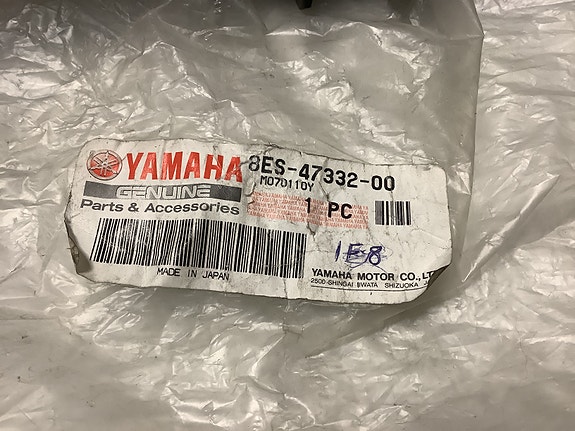 YAMAHA 8ES-47332-00
GENUINE M07D110Y
Parts & Accessories 1 PC
1E8
MADE IN JAPAN YAMAHA MOTOR CO., LT
2500 SHINGAI IWATA SHIZUOKA J